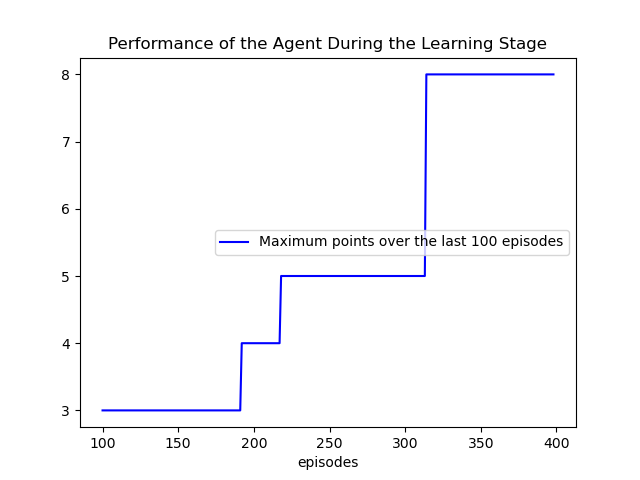 Performance of the Agent During the Learning Stage
8
7
6
Maximum points over the last 100 episodes
5
4
3
100 150 200 250 300 350 400
episodes